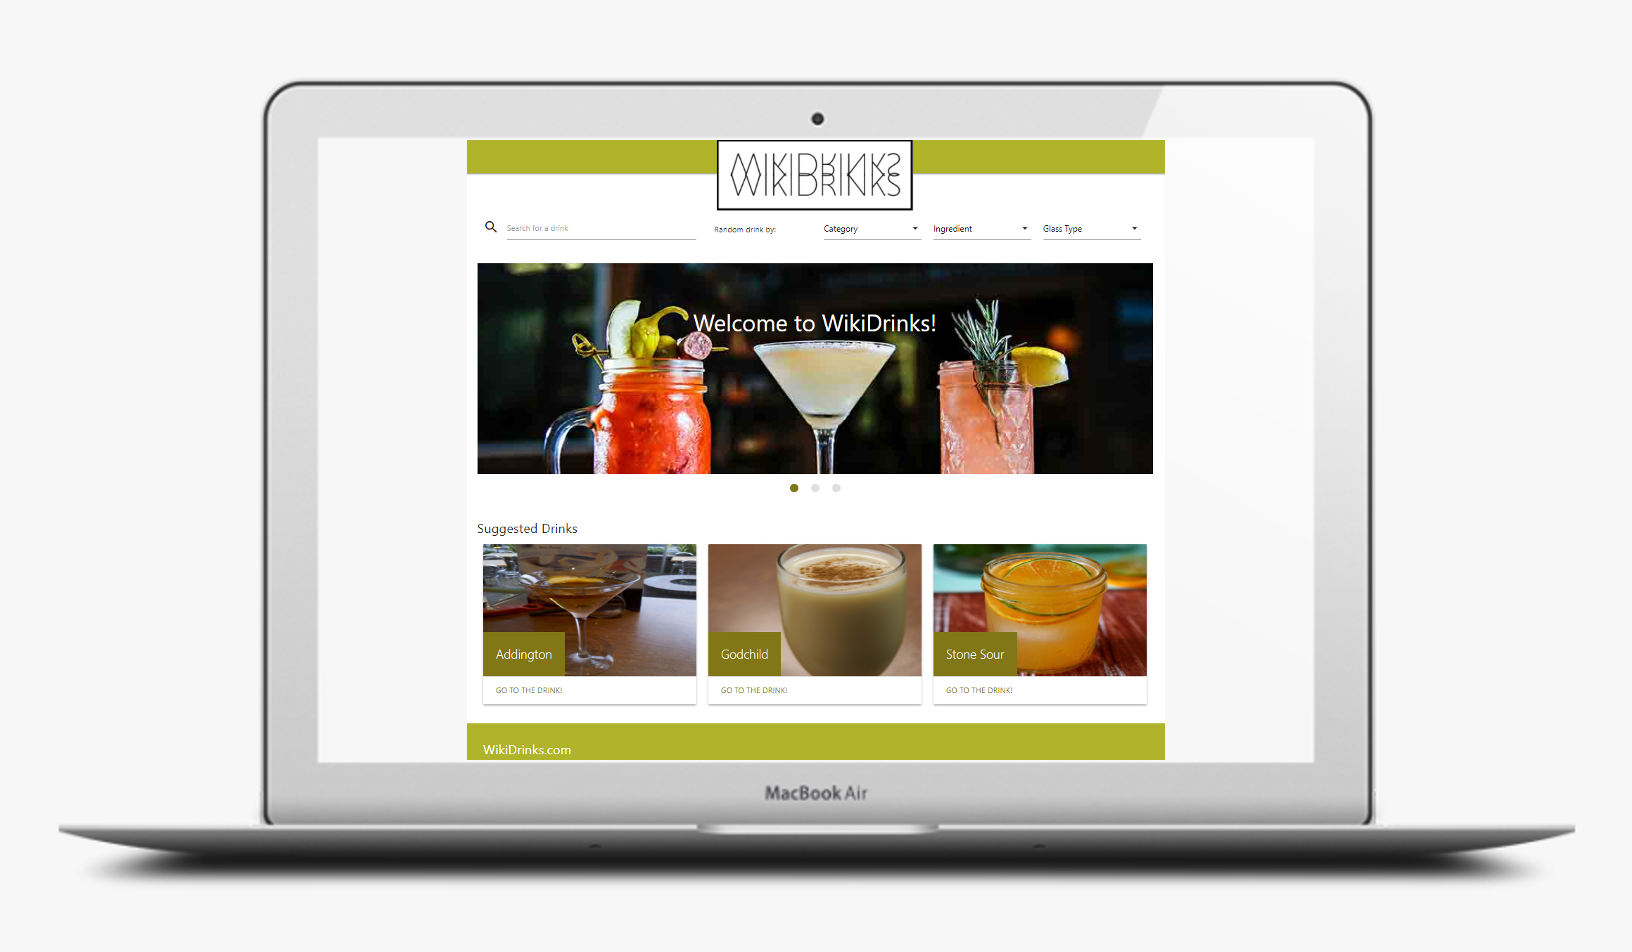 WIKIDRINKS
Search for a drink
Random drink by:
Category
Ingredient
Glass Type
Welcome to WikiDrinks!
Suggested Drinks
Addington
Godchild
Stone Sour
GO TO THE DRINK!
GO TO THE DRINK!
GO TO THE DRINK!
WikiDrinks.com
MacBook Air